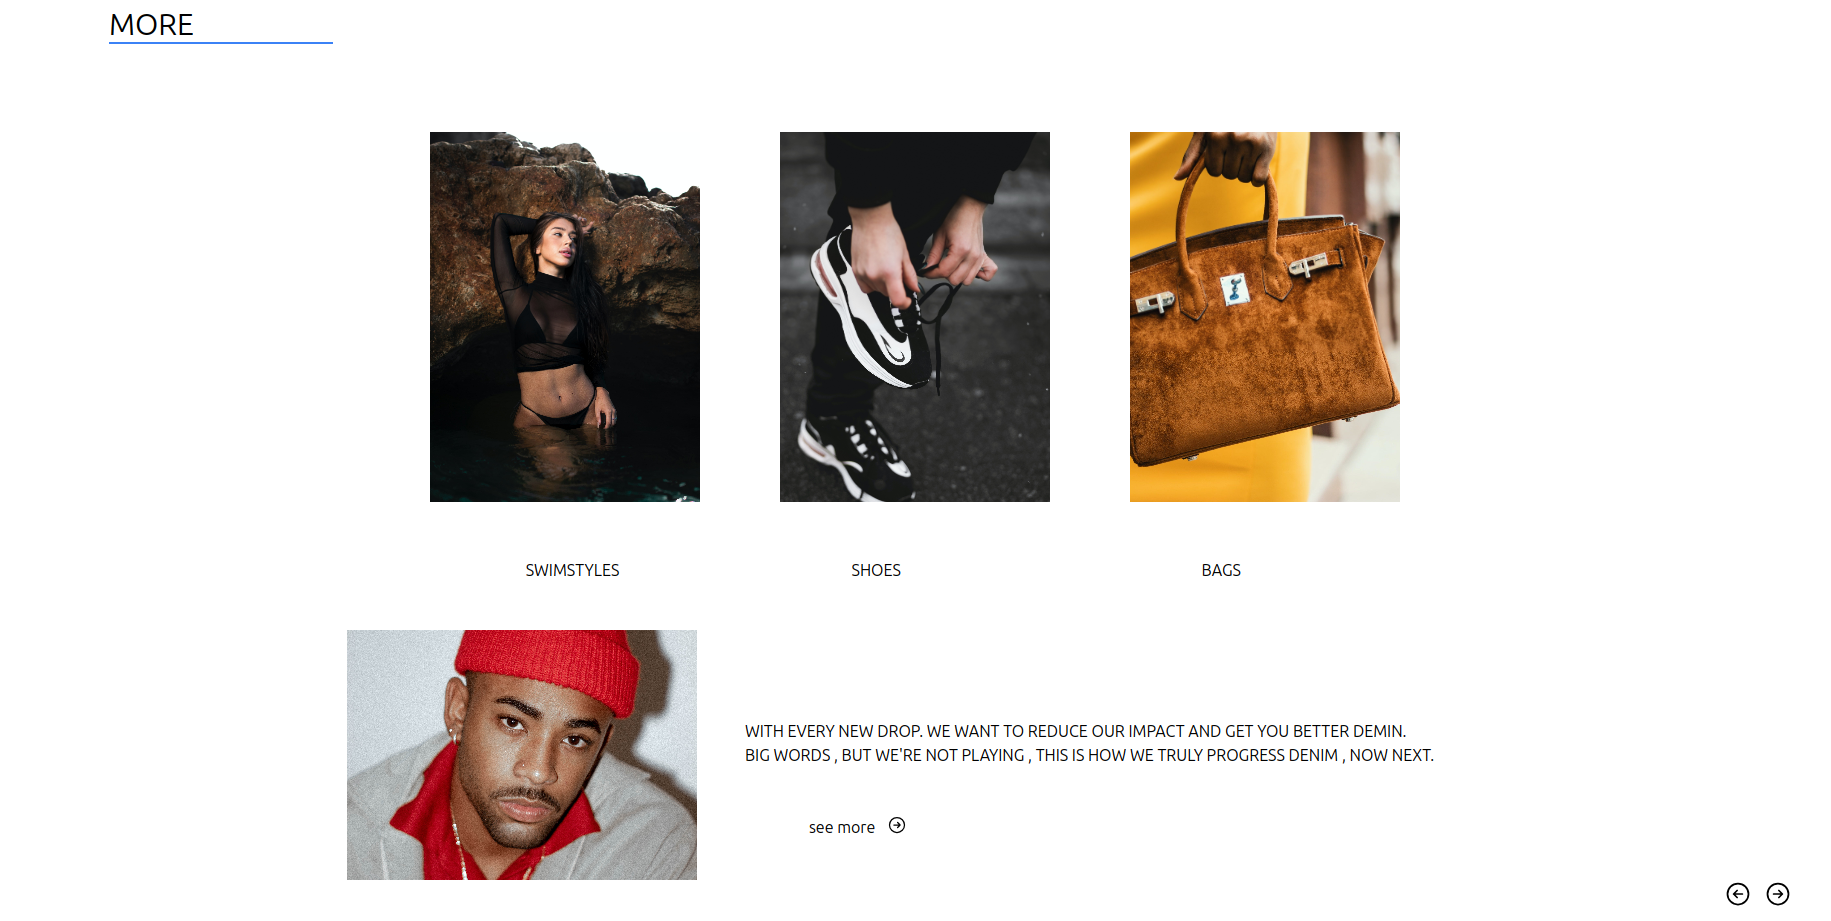 MORE
SWIMSTYLES
SHOES
BAGS
WITH EVERY NEW DROP. WE WANT TO REDUCE OUR IMPACT AND GET YOU BETTER DEMIN.
BIG WORDS , BUT WE'RE NOT PLAYING , THIS IS HOW WE TRULY PROGRESS DENIM , NOW NEXT.
see more